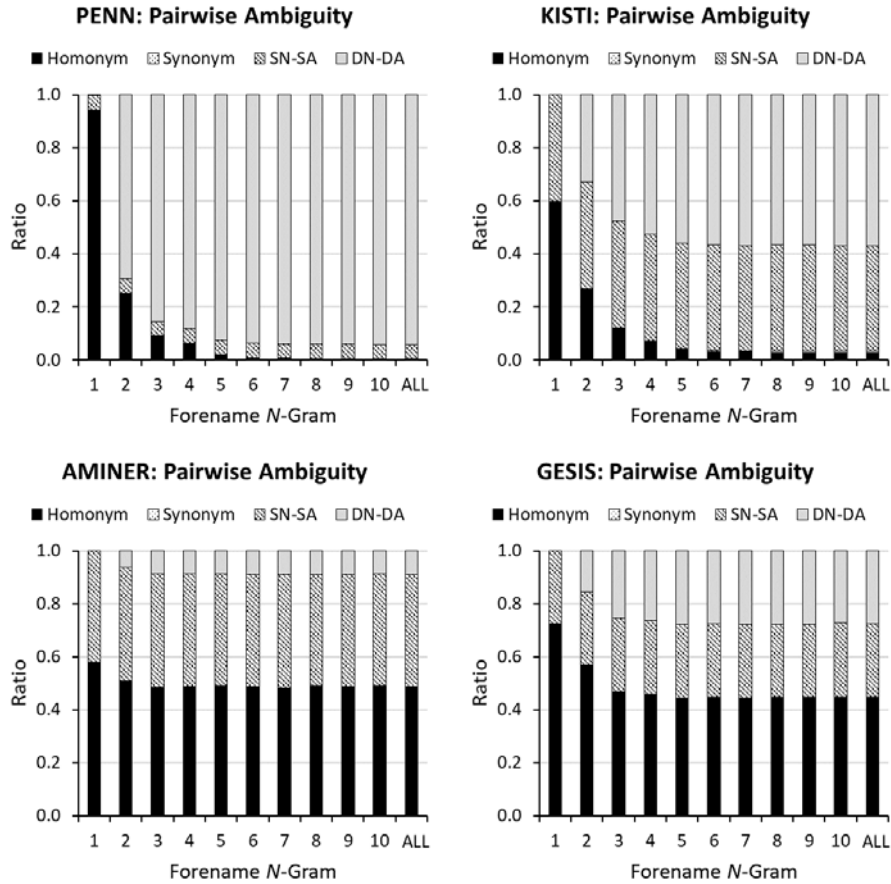 PENN: Pairwise Ambiguity
Homonym Synonym SN-SA DN-DA
1.0
0.8
0.6
0.4
0.2
0.0
Ratio
1 2 3 4 5 6 7 8 9 10 ALL
Forename N-Gram
KISTI: Pairwise Ambiguity
Homonym Synonym SN-SA DN-DA
1.0
0.8
0.6
0.4
0.2
0.0
Ratio
1 2 3 4 5 6 7 8 9 10 ALL
Forename N-Gram
AMINER: Pairwise Ambiguity
Homonym Synonym SN-SA DN-DA
1.0
0.8
0.6
0.4
0.2
0.0
Ratio
1 2 3 4 5 6 7 8 9 10 ALL
Forename N-Gram
GESIS: Pairwise Ambiguity
Homonym Synonym SN-SA DN-DA
1.0
0.8
0.6
0.4
0.2
0.0
Ratio
1 2 3 4 5 6 7 8 9 10 ALL
Forename N-Gram